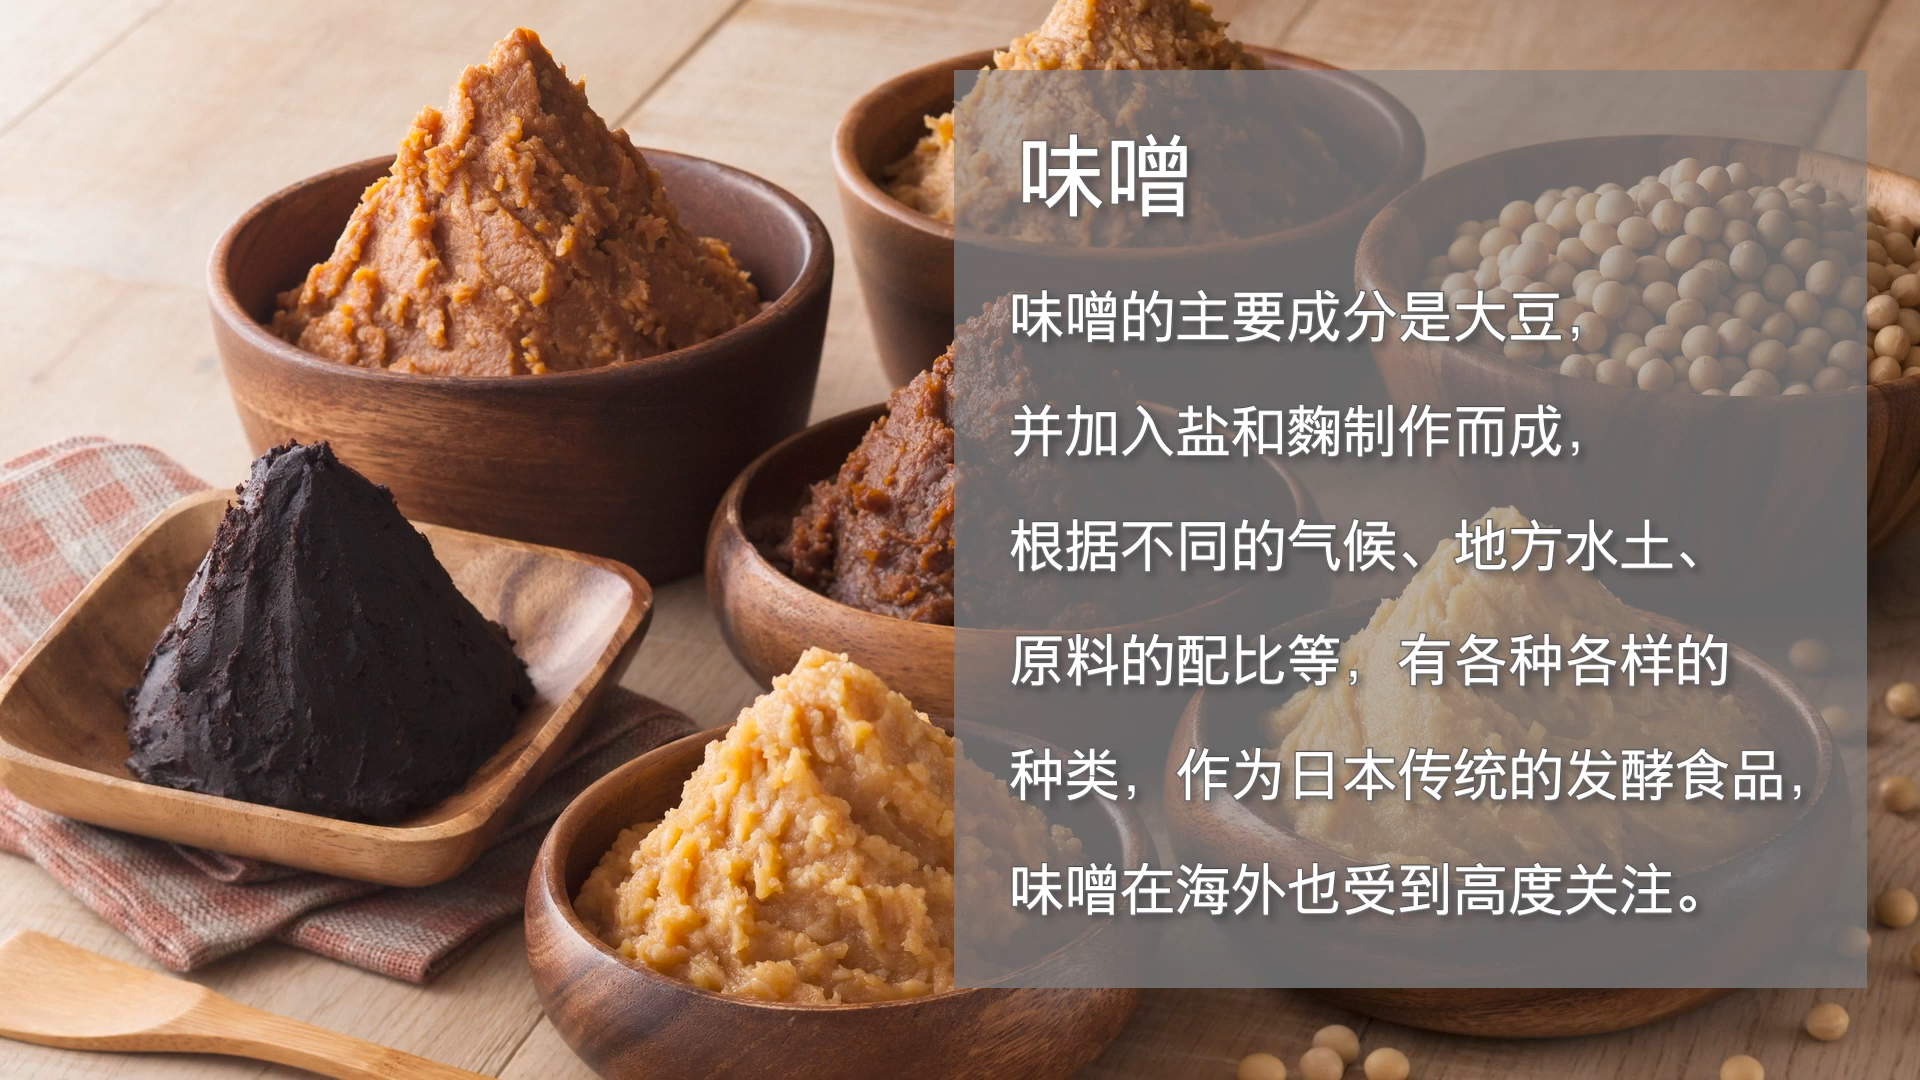 味噌
味噌的主要成分是大豆，
并加入盐和麴制作而成，
根据不同的气候、地方水土、
原料的配比等，有各种各样的
种类，作为日本传统的发酵食品，
味噌在海外也受到高度关注。